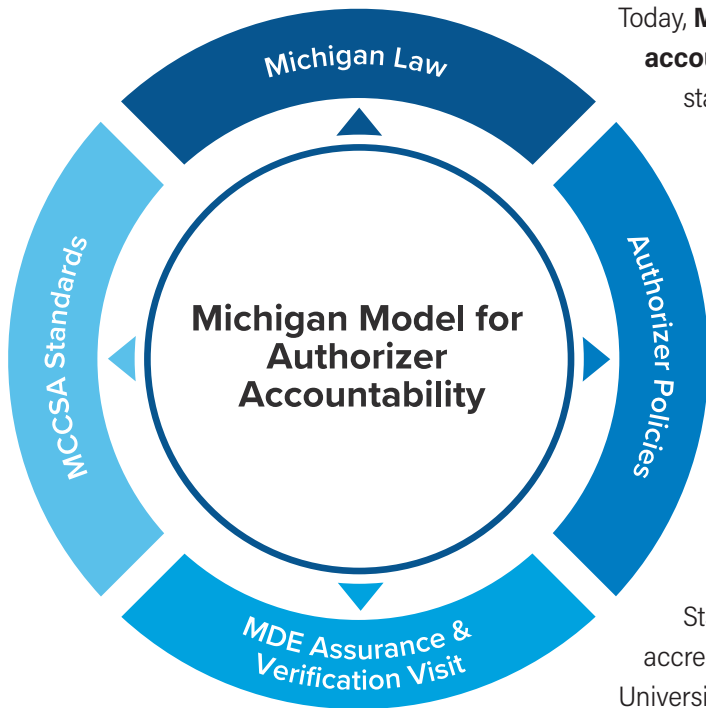 Today, M
accou
sta
Michigan Law
Authorizer Policies
MCCSA Standards
Michigan Model for
Authorizer
Accountability
MDE Assurance &
Verification Visit
St
accre
Universi